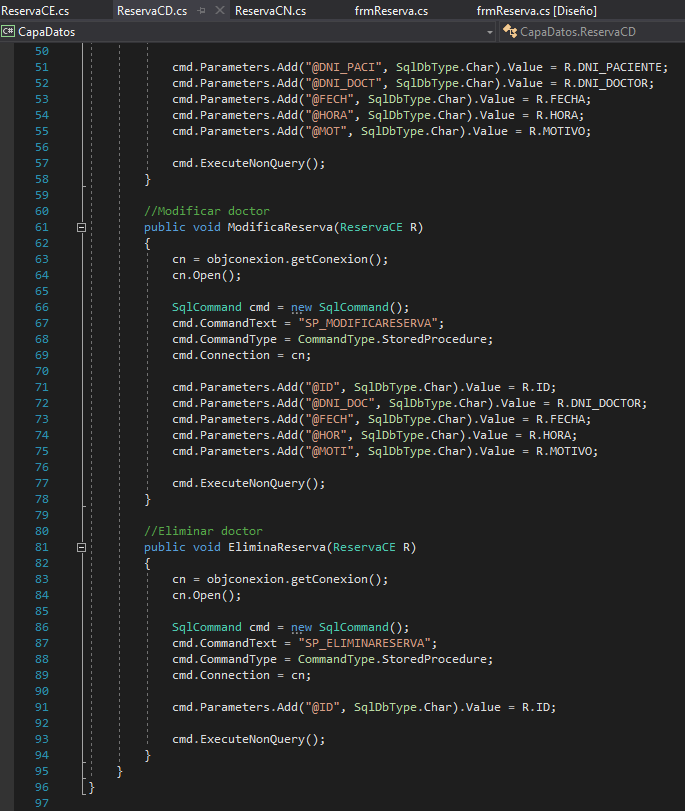 ReservaCE.cs ReservaCD.cs ReservaCN.cs frmReserva.cs frmReserva.cs [Diseño]
C# CapaDatos CapaDatos.ReservaCD
50
51 cmd.Parameters.Add("@DNI_PACI", SqlDbType.Char).Value = R.DNI_PACIENTE;
52 cmd.Parameters.Add("@DNI_DOCT", SqlDbType.Char).Value = R.DNI_DOCTOR;
53 cmd.Parameters.Add("@FECH", SqlDbType.Char).Value = R.FECHA;
54 cmd.Parameters.Add("@HORA", SqlDbType.Char).Value = R.HORA;
55 cmd.Parameters.Add("@MOT", SqlDbType.Char).Value = R.MOTIVO;
56
57 cmd.ExecuteNonQuery();
58 }
59
60 //Modificar doctor
61 public void ModificaReserva(ReservaCE R)
62 {
63 cn = objconexion.getConexion();
64 cn.Open();
65
66 SqlCommand cmd = new SqlCommand();
67 cmd.CommandText = "SP_MODIFICARESERVA";
68 cmd.CommandType = CommandType.StoredProcedure;
69 cmd.Connection = cn;
70
71 cmd.Parameters.Add("@ID", SqlDbType.Char).Value = R.ID;
72 cmd.Parameters.Add("@DNI_DOC", SqlDbType.Char).Value = R.DNI_DOCTOR;
73 cmd.Parameters.Add("@FECH", SqlDbType.Char).Value = R.FECHA;
74 cmd.Parameters.Add("@HOR", SqlDbType.Char).Value = R.HORA;
75 cmd.Parameters.Add("@MOTI", SqlDbType.Char).Value = R.MOTIVO;
76
77 cmd.ExecuteNonQuery();
78 }
79
80 //Eliminar doctor
81 public void EliminaReserva(ReservaCE R)
82 {
83 cn = objconexion.getConexion();
84 cn.Open();
85
86 SqlCommand cmd = new SqlCommand();
87 cmd.CommandText = "SP_ELIMINARESERVA";
88 cmd.CommandType = CommandType.StoredProcedure;
89 cmd.Connection = cn;
90
91 cmd.Parameters.Add("@ID", SqlDbType.Char).Value = R.ID;
92
93 cmd.ExecuteNonQuery();
94 }
95 }
96 }
97